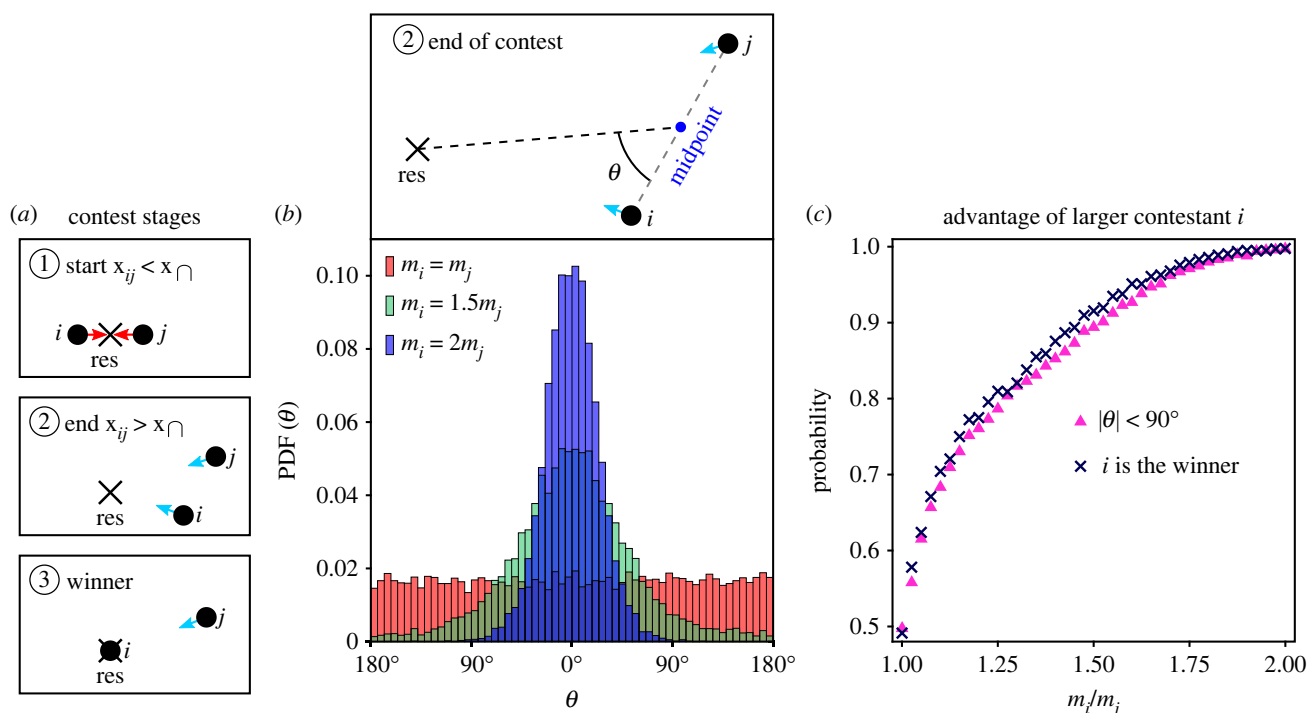 (a) contest stages
① start x_ij < x_∩
i j
res
② end x_ij > x_∩
j
i
res
③ winner
j
i
res
(b)
② end of contest
j
midpoint
θ
res
i
m_i = m_j
m_i = 1.5m_j
m_i = 2m_j
PDF (θ)
0.10
0.08
0.06
0.04
0.02
0
180° 90° 0° 90° 180°
θ
(c) advantage of larger contestant i
probability
1.0
0.9
0.8
0.7
0.6
0.5
|θ| < 90°
i is the winner
1.00 1.25 1.50 1.75 2.00
m_i/m_j